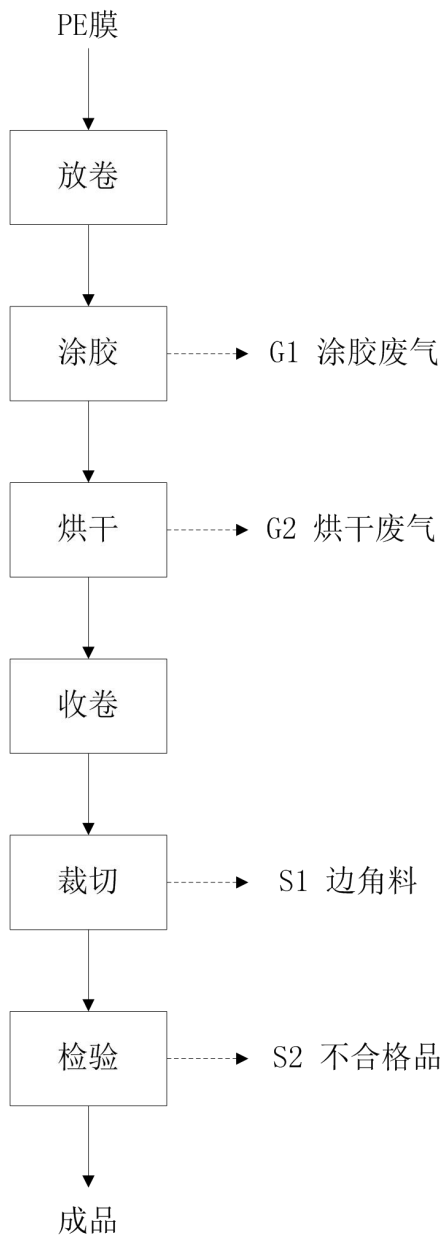 PE膜
放卷
涂胶
G1 涂胶废气
烘干
G2 烘干废气
收卷
裁切
S1 边角料
检验
S2 不合格品
成品